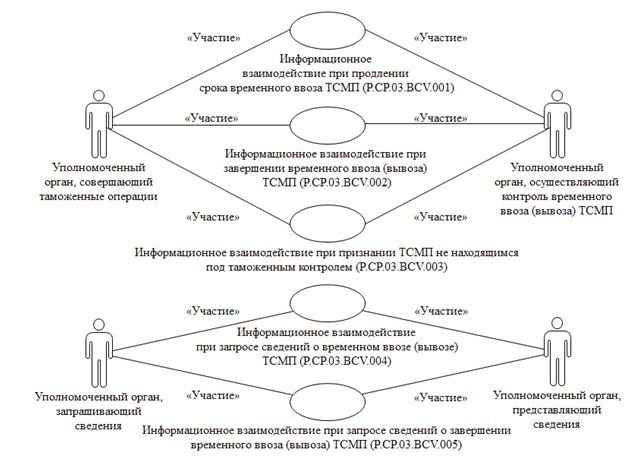 «Участие»
«Участие»
Информационное
взаимодействие при продлении
срока временного ввоза ТСМП (P.CP.03.BCV.001)
«Участие»
«Участие»
Уполномоченный
орган, совершающий
таможенные операции
Информационное взаимодействие при
завершении временного ввоза (вывоза)
ТСМП (P.CP.03.BCV.002)
Уполномоченный
орган, осуществляющий
контроль временного
ввоза (вывоза) ТСМП
«Участие»
«Участие»
Информационное взаимодействие при признании ТСМП не находящимся
под таможенным контролем (P.CP.03.BCV.003)
«Участие»
«Участие»
Информационное взаимодействие
при запросе сведений о временном ввозе (вывозе)
ТСМП (P.CP.03.BCV.004)
Уполномоченный орган,
запрашивающий
сведения
«Участие»
«Участие»
Уполномоченный орган,
представляющий
сведения
Информационное взаимодействие при запросе сведений о завершении
временного ввоза (вывоза) ТСМП (P.CP.03.BCV.005)